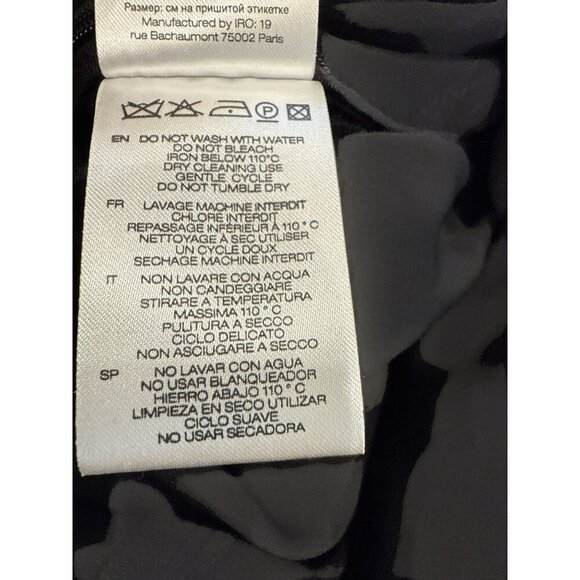 Размер: см на пришитой этикетке
Manufactured by IRO: 19
rue Bachaumont 75002 Paris
P
EN DO NOT WASH WITH WATER
DO NOT BLEACH
IRON BELOW 110°C
DRY CLEANING USE
GENTLE CYCLE
DO NOT TUMBLE DRY
FR LAVAGE MACHINE INTERDIT
CHLORE INTERDIT
REPASSAGE INFÉRIEUR À 110 ° C
NETTOYAGE À SEC UTILISER
UN CYCLE DOUX
SECHAGE MACHINE INTERDIT
IT NON LAVARE CON ACQUA
NON CANDEGGIARE
STIRARE A TEMPERATURA
MASSIMA 110 ° C
PULITURA A SECCO
CICLO DELICATO
NON ASCIUGARE A SECCO
SP NO LAVAR CON AGUA
NO USAR BLANQUEADOR
HIERRO ABAJO 110 ° C
LIMPIEZA EN SECO UTILIZAR
CICLO SUAVE
NO USAR SECADORA